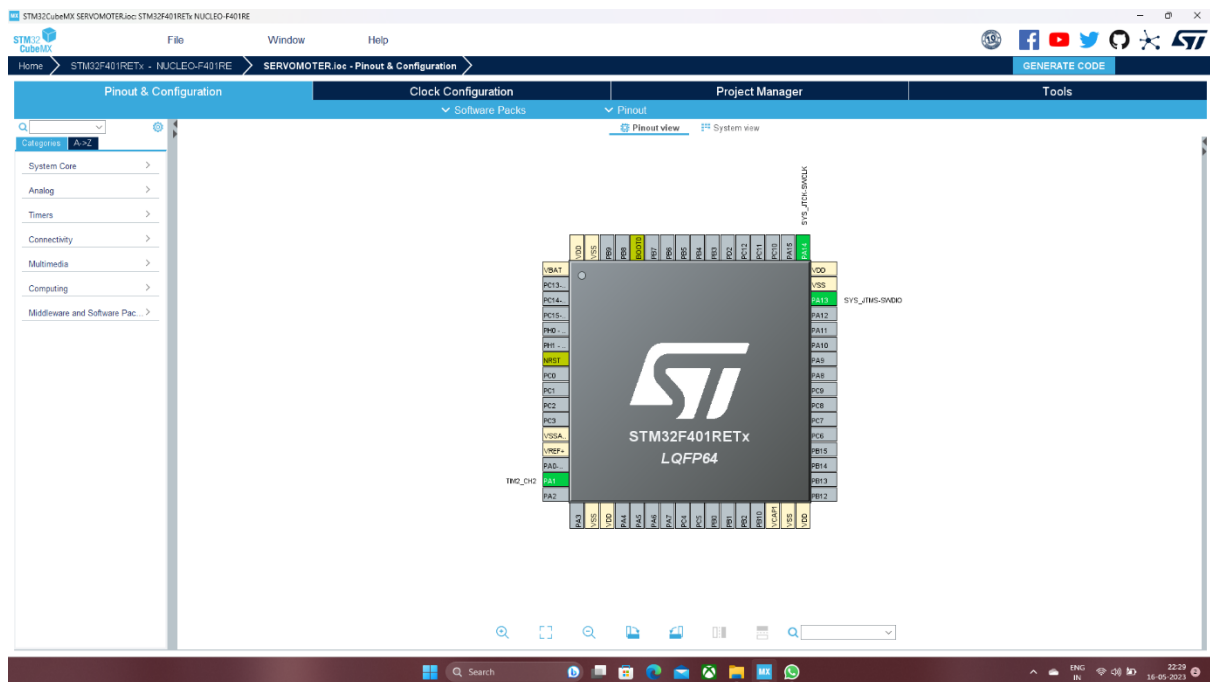 MX STM32CubeMX SERVOMOTER.ioc: STM32F401RETx NUCLEO-F401RE
STM32 CubeMX File Window Help
Home STM32F401RETx - NUCLEO-F401RE SERVOMOTER.ioc - Pinout & Configuration GENERATE CODE
Pinout & Configuration Clock Configuration Project Manager Tools
Software Packs Pinout
Pinout view System view
Categories A->Z
System Core
Analog
Timers
Connectivity
Multimedia
Computing
Middleware and Software Pac...
SYS_JTCK-SWCLK
VDD VSS PB9 PB8 BOOT0 PB7 PB6 PB5 PB4 PB3 PD2 PC12 PC11 PC10 PA15 PA14
VBAT VDD
PC13-... VSS
PC14-... PA13 SYS_JTMS-SWDIO
PC15-... PA12
PH0 -... PA11
PH1 -... PA10
NRST PA9
PC0 PA8
PC1 PC9
PC2 PC8
PC3 PC7
VSSA... PC6
VREF+ PB15
PA0-... PB14
TIM2_CH2 PA1 PB13
PA2 PB12
ST
STM32F401RETx
LQFP64
PA3 VSS VDD PA4 PA5 PA6 PA7 PC4 PC5 PB0 PB1 PB2 PB10 VCAP1 VSS VDD
Search
MX
ENG
IN
22:29
16-05-2023